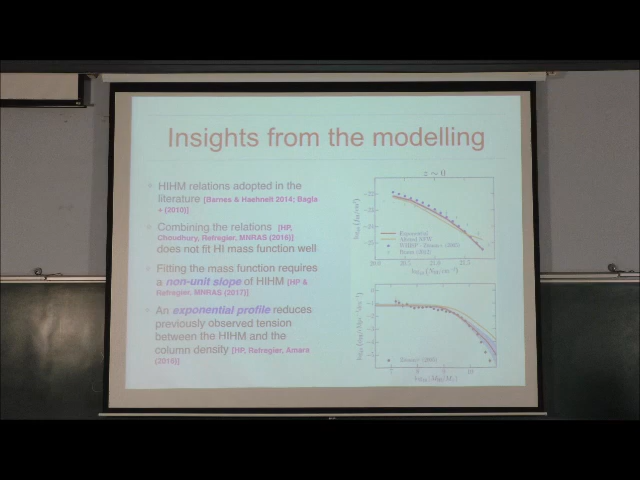 Insights from the modelling
HIHM relations adopted in the
literature [Barnes & Haehnelt 2014; Bagla
+ (2010)]
Combining the relations [HP,
Choudhury, Refregier, MNRAS (2016)]
does not fit HI mass function well
Fitting the mass function requires
a non-unit slope of HIHM [HP &
Refregier, MNRAS (2017)]
An exponential profile reduces
previously observed tension
between the HIHM and the
column density [HP, Refregier, Amara
z ~ 0
Exponential